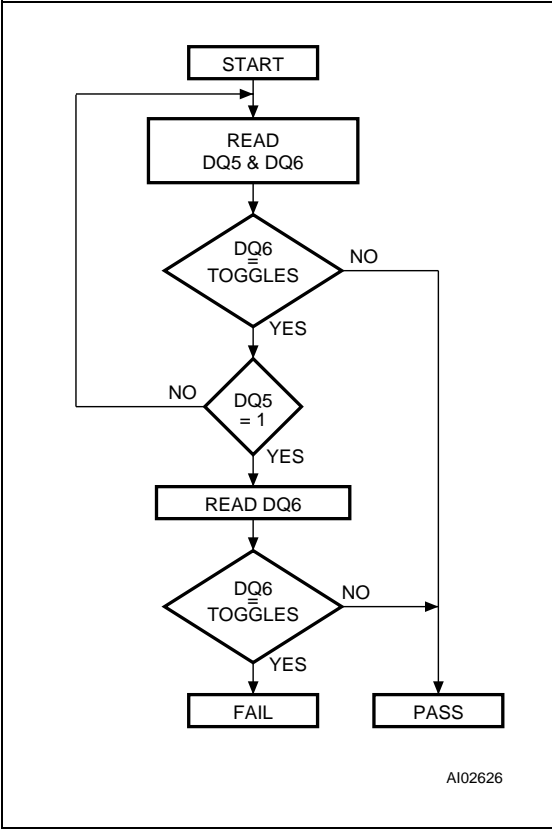 START
READ
DQ5 & DQ6
DQ6
=
TOGGLES
NO
YES
NO
DQ5
= 1
YES
READ DQ6
DQ6
=
TOGGLES
NO
YES
FAIL
PASS
AI02626